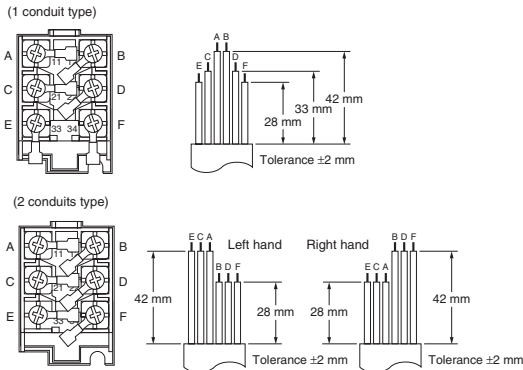 (1 conduit type)
A B
C D
E F
11
21
33 34
A B
C D
E F
42 mm
33 mm
28 mm
Tolerance ±2 mm
(2 conduits type)
A B
C D
E F
11
21
33
E C A
Left hand
B D F
42 mm
28 mm
Tolerance ±2 mm
Right hand
B D F
E C A
28 mm
42 mm
Tolerance ±2 mm